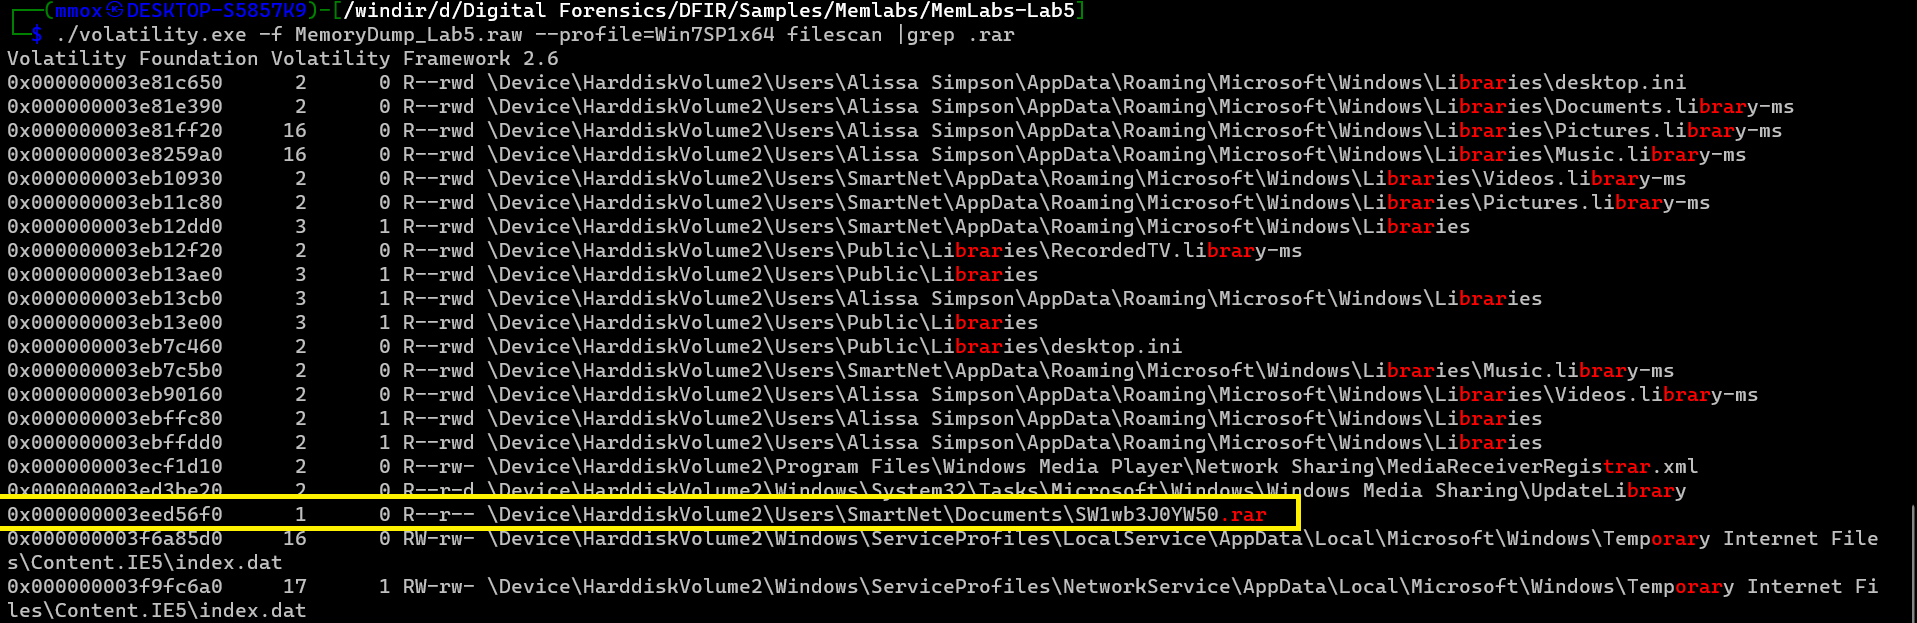 ┌──(mmox㉿DESKTOP-S5857K9)-[/windir/d/Digital Forensics/DFIR/Samples/Memlabs/MemLabs-Lab5]
└─$ ./volatility.exe -f MemoryDump_Lab5.raw --profile=Win7SP1x64 filescan |grep .rar
Volatility Foundation Volatility Framework 2.6
0x000000003e81c650      2      0 R--rwd \Device\HarddiskVolume2\Users\Alissa Simpson\AppData\Roaming\Microsoft\Windows\Libraries\desktop.ini
0x000000003e81e390      2      0 R--rwd \Device\HarddiskVolume2\Users\Alissa Simpson\AppData\Roaming\Microsoft\Windows\Libraries\Documents.library-ms
0x000000003e81ff20     16      0 R--rwd \Device\HarddiskVolume2\Users\Alissa Simpson\AppData\Roaming\Microsoft\Windows\Libraries\Pictures.library-ms
0x000000003e8259a0     16      0 R--rwd \Device\HarddiskVolume2\Users\Alissa Simpson\AppData\Roaming\Microsoft\Windows\Libraries\Music.library-ms
0x000000003eb10930      2      0 R--rwd \Device\HarddiskVolume2\Users\SmartNet\AppData\Roaming\Microsoft\Windows\Libraries\Videos.library-ms
0x000000003eb11c80      2      0 R--rwd \Device\HarddiskVolume2\Users\SmartNet\AppData\Roaming\Microsoft\Windows\Libraries\Pictures.library-ms
0x000000003eb12dd0      3      1 R--rwd \Device\HarddiskVolume2\Users\SmartNet\AppData\Roaming\Microsoft\Windows\Libraries
0x000000003eb12f20      2      0 R--rwd \Device\HarddiskVolume2\Users\Public\Libraries\RecordedTV.library-ms
0x000000003eb13ae0      3      1 R--rwd \Device\HarddiskVolume2\Users\Public\Libraries
0x000000003eb13cb0      3      1 R--rwd \Device\HarddiskVolume2\Users\Alissa Simpson\AppData\Roaming\Microsoft\Windows\Libraries
0x000000003eb13e00      3      1 R--rwd \Device\HarddiskVolume2\Users\Public\Libraries
0x000000003eb7c460      2      0 R--rwd \Device\HarddiskVolume2\Users\Public\Libraries\desktop.ini
0x000000003eb7c5b0      2      0 R--rwd \Device\HarddiskVolume2\Users\SmartNet\AppData\Roaming\Microsoft\Windows\Libraries\Music.library-ms
0x000000003eb90160      2      0 R--rwd \Device\HarddiskVolume2\Users\Alissa Simpson\AppData\Roaming\Microsoft\Windows\Libraries\Videos.library-ms
0x000000003ebffc80      2      1 R--rwd \Device\HarddiskVolume2\Users\Alissa Simpson\AppData\Roaming\Microsoft\Windows\Libraries
0x000000003ebffdd0      2      1 R--rwd \Device\HarddiskVolume2\Users\Alissa Simpson\AppData\Roaming\Microsoft\Windows\Libraries
0x000000003ecf1d10      2      0 R--rw- \Device\HarddiskVolume2\Program Files\Windows Media Player\Network Sharing\MediaReceiverRegistrar.xml
0x000000003ed3be20      2      0 R--r-d \Device\HarddiskVolume2\Windows\System32\Tasks\Microsoft\Windows\Windows Media Sharing\UpdateLibrary
0x000000003eed56f0      1      0 R--r-- \Device\HarddiskVolume2\Users\SmartNet\Documents\SW1wb3J0YW50.rar
0x000000003f6a85d0     16      0 RW-rw- \Device\HarddiskVolume2\Windows\ServiceProfiles\LocalService\AppData\Local\Microsoft\Windows\Temporary Internet File
s\Content.IE5\index.dat
0x000000003f9fc6a0     17      1 RW-rw- \Device\HarddiskVolume2\Windows\ServiceProfiles\NetworkService\AppData\Local\Microsoft\Windows\Temporary Internet Fi
les\Content.IE5\index.dat